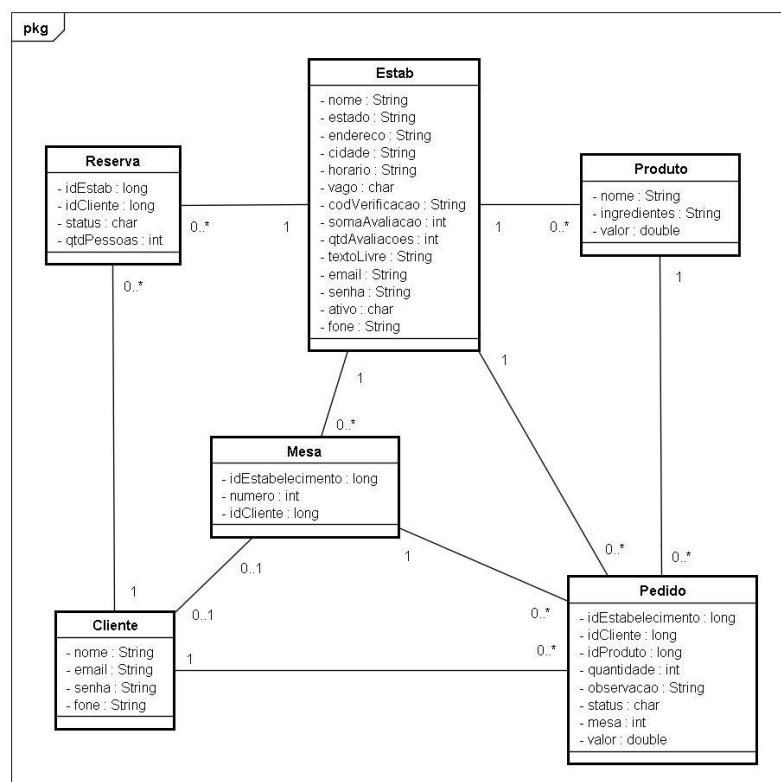 pkg
Estab
- nome : String
- estado : String
- endereco : String
- cidade : String
- horario : String
- vago : char
- codVerificacao : String
- somaAvaliacao : int
- qtdAvaliacoes : int
- textoLivre : String
- email : String
- senha : String
- ativo : char
- fone : String
Reserva
- idEstab : long
- idCliente : long
- status : char
- qtdPessoas : int
Produto
- nome : String
- ingredientes : String
- valor : double
0..*
1
1
0..*
0..*
1
1
1
0..*
Mesa
- idEstabelecimento : long
- numero : int
- idCliente : long
0..1
1
0..*
0..*
1
0..1
0..*
Cliente
- nome : String
- email : String
- senha : String
- fone : String
1
0..*
Pedido
- idEstabelecimento : long
- idCliente : long
- idProduto : long
- quantidade : int
- observacao : String
- status : char
- mesa : int
- valor : double